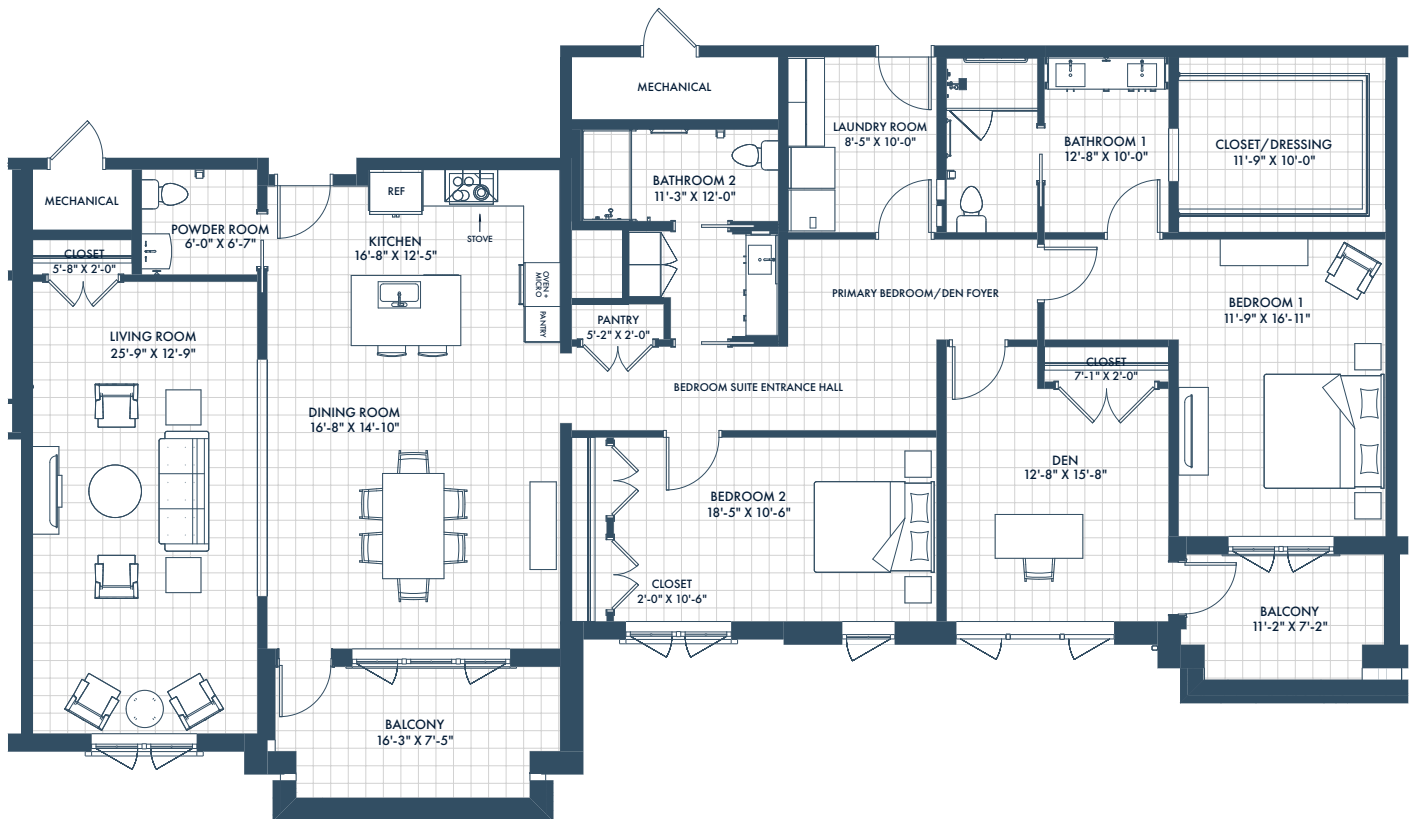 MECHANICAL
LAUNDRY ROOM
8'-5" X 10'-0"
BATHROOM 1
12'-8" X 10'-0"
CLOSET/DRESSING
11'-9" X 10'-0"
BATHROOM 2
11'-3" X 12'-0"
MECHANICAL
REF
STOVE
POWDER ROOM
6'-0" X 6'-7"
KITCHEN
16'-8" X 12'-5"
CLOSET
5'-8" X 2'-0"
OVEN +
MICRO
PANTRY
PANTRY
5'-2" X 2'-0"
PRIMARY BEDROOM/DEN FOYER
BEDROOM 1
11'-9" X 16'-11"
LIVING ROOM
25'-9" X 12'-9"
CLOSET
7'-1" X 2'-0"
BEDROOM SUITE ENTRANCE HALL
DINING ROOM
16'-8" X 14'-10"
DEN
12'-8" X 15'-8"
BEDROOM 2
18'-5" X 10'-6"
CLOSET
2'-0" X 10'-6"
BALCONY
11'-2" X 7'-2"
BALCONY
16'-3" X 7'-5"